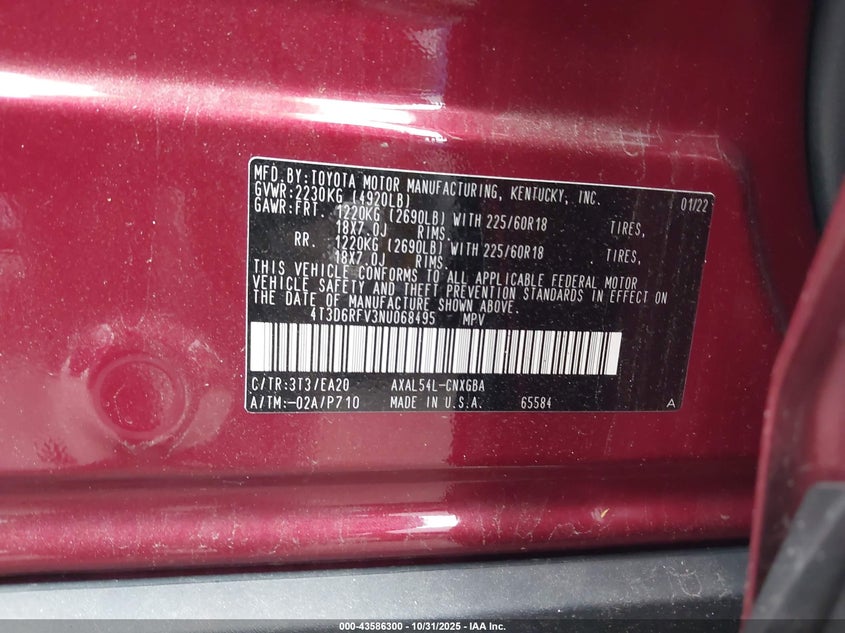 MFD.BY:TOYOTA MOTOR MANUFACTURING, KENTUCKY, INC.
GVWR:2230KG (4920LB) 01/22
GAWR:FRT. 1220KG (2690LB) WITH 225/60R18 TIRES,
18X7.0J RIMS,
RR. 1220KG (2690LB) WITH 225/60R18 TIRES,
18X7.0J RIMS,
THIS VEHICLE CONFORMS TO ALL APPLICABLE FEDERAL MOTOR
VEHICLE SAFETY AND THEFT PREVENTION STANDARDS IN EFFECT ON
THE DATE OF MANUFACTURE SHOWN ABOVE.
4T3D6RFV3NU068495 MPV
C/TR:3T3/EA20 AXAL54L-CNXGBA
A/TM:-02A/P710 MADE IN U.S.A. 65584 A
000-43586300 - 10/31/2025 - IAA Inc.